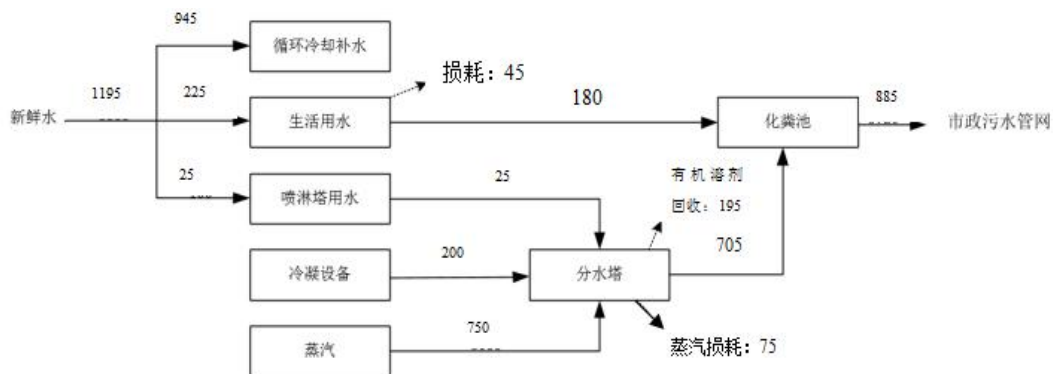 945
循环冷却补水
损耗：45
1195
225
180
885
新鲜水
生活用水
化粪池
市政污水管网
25
25
有机溶剂
回收：195
喷淋塔用水
705
200
冷凝设备
分水塔
750
蒸汽
蒸汽损耗：75